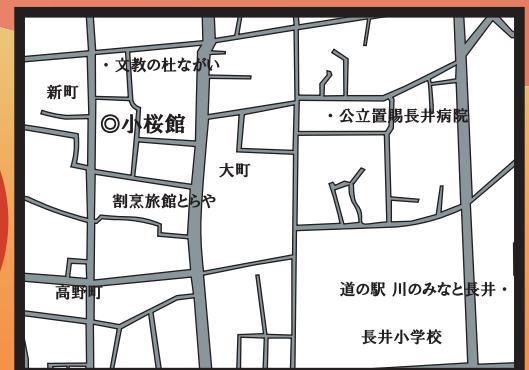 ・文教の杜ながい
新町
◎小桜館
・公立置賜長井病院
大町
割烹旅館とらや
高野町
道の駅 川のみなと長井・
長井小学校